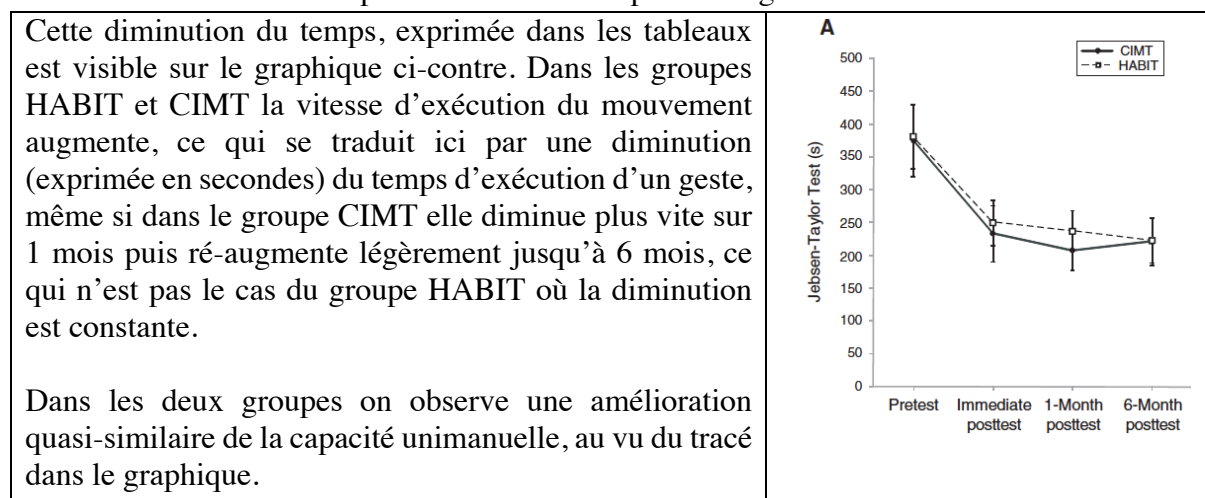 Cette diminution du temps, exprimée dans les tableaux
est visible sur le graphique ci-contre. Dans les groupes
HABIT et CIMT la vitesse d’exécution du mouvement
augmente, ce qui se traduit ici par une diminution
(exprimée en secondes) du temps d’exécution d’un geste,
même si dans le groupe CIMT elle diminue plus vite sur
1 mois puis ré-augmente légèrement jusqu’à 6 mois, ce
qui n’est pas le cas du groupe HABIT où la diminution
est constante.
Dans les deux groupes on observe une amélioration
quasi-similaire de la capacité unimanuelle, au vu du tracé
dans le graphique.
A
CIMT
HABIT
Jebsen-Taylor Test (s)
500
450
400
350
300
250
200
150
100
50
0
Pretest Immediate 1-Month 6-Month
posttest posttest posttest